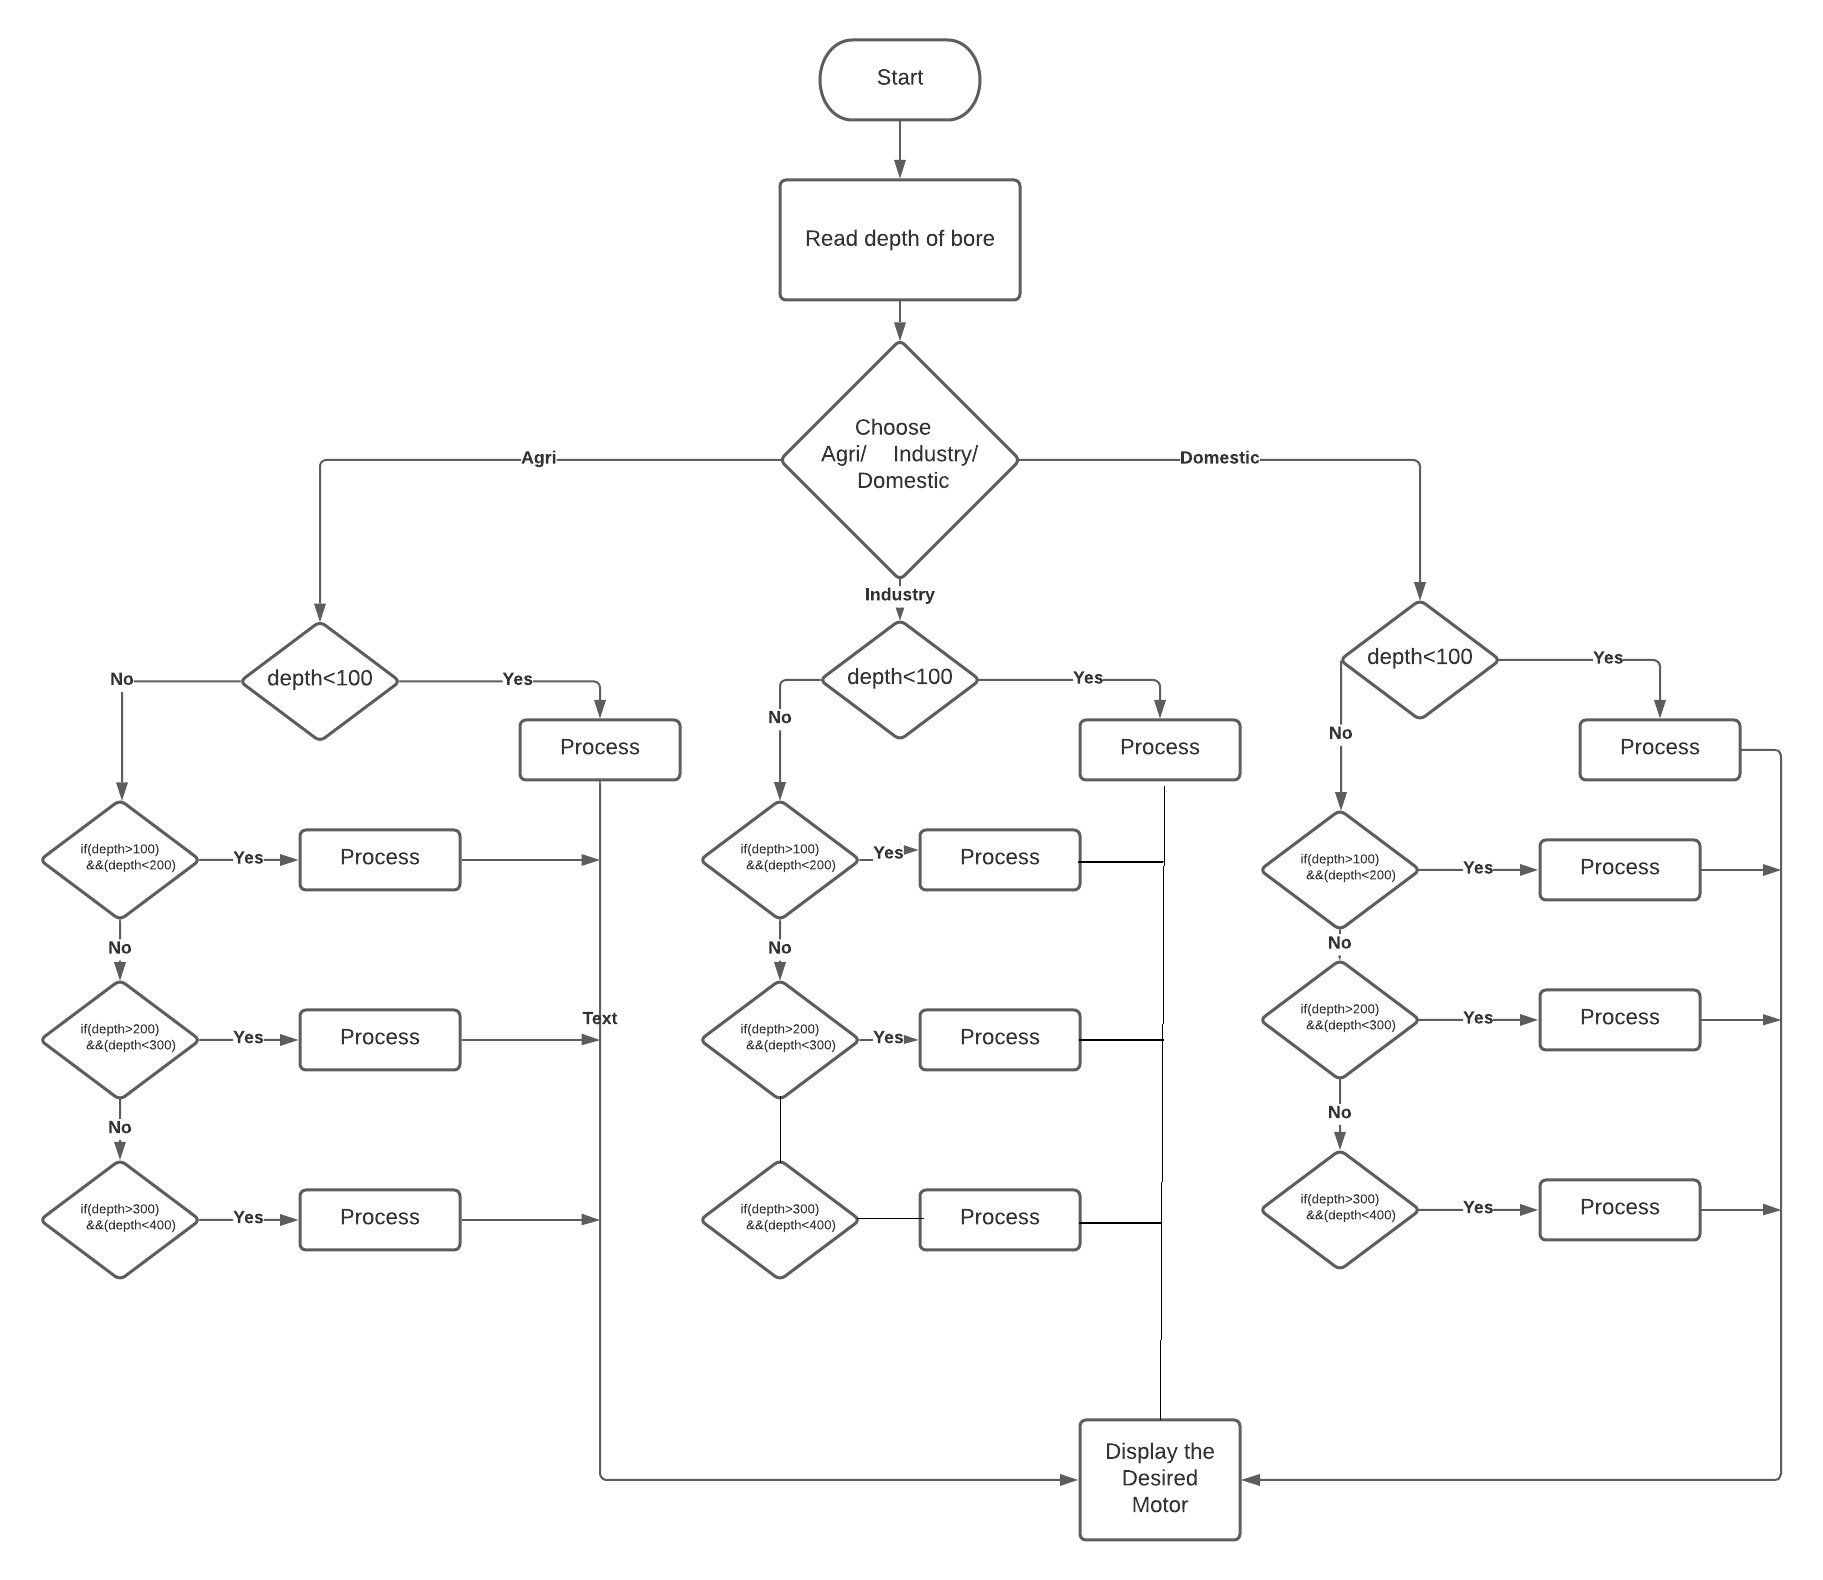 Start
Read depth of bore
Choose
Agri/ Industry/
Domestic
Agri
Domestic
Industry
depth<100
No
Yes
Process
depth<100
No
Yes
Process
depth<100
No
Yes
Process
if(depth>100)
&&(depth<200)
Yes
Process
if(depth>100)
&&(depth<200)
Yes
Process
if(depth>100)
&&(depth<200)
Yes
Process
No
No
No
if(depth>200)
&&(depth<300)
Yes
Process
Text
if(depth>200)
&&(depth<300)
Yes
Process
if(depth>200)
&&(depth<300)
Yes
Process
No
No
if(depth>300)
&&(depth<400)
Yes
Process
if(depth>300)
&&(depth<400)
Process
if(depth>300)
&&(depth<400)
Yes
Process
Display the
Desired
Motor